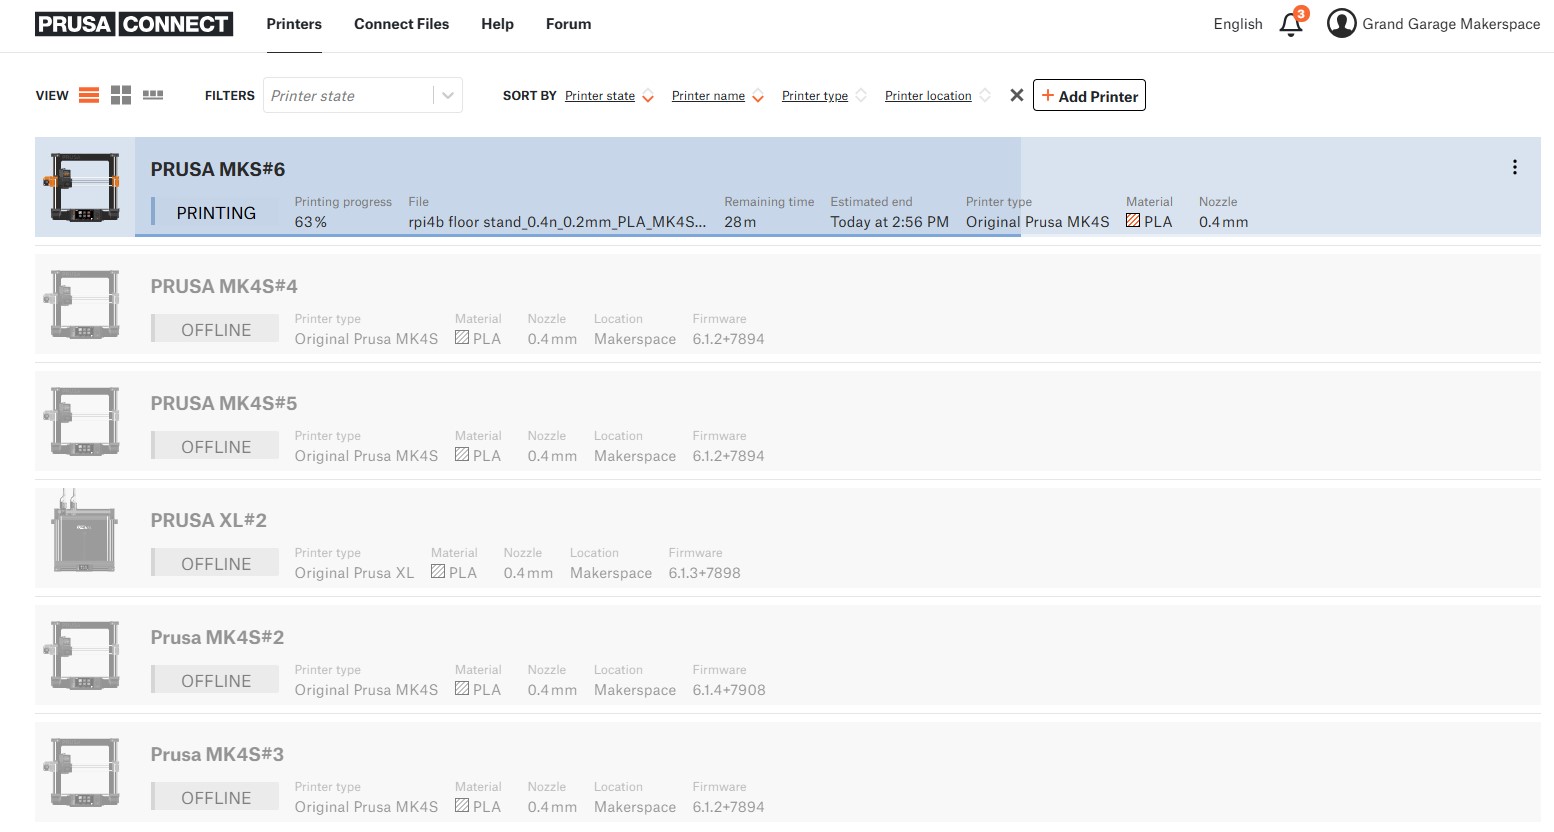 PRUSA CONNECT Printers Connect Files Help Forum English 3 Grand Garage Makerspace
VIEW FILTERS Printer state SORT BY Printer state Printer name Printer type Printer location + Add Printer
PRUSA MKS#6
PRINTING
Printing progress File Remaining time Estimated end Printer type Material Nozzle
63 % rpi4b floor stand_0.4n_0.2mm_PLA_MK4S... 28 m Today at 2:56 PM Original Prusa MK4S PLA 0.4 mm
PRUSA MK4S#4
OFFLINE
Printer type Material Nozzle Location Firmware
Original Prusa MK4S PLA 0.4 mm Makerspace 6.1.2+7894
PRUSA MK4S#5
OFFLINE
Printer type Material Nozzle Location Firmware
Original Prusa MK4S PLA 0.4 mm Makerspace 6.1.2+7894
PRUSA XL#2
OFFLINE
Printer type Material Nozzle Location Firmware
Original Prusa XL PLA 0.4 mm Makerspace 6.1.3+7898
Prusa MK4S#2
OFFLINE
Printer type Material Nozzle Location Firmware
Original Prusa MK4S PLA 0.4 mm Makerspace 6.1.4+7908
Prusa MK4S#3
OFFLINE
Printer type Material Nozzle Location Firmware
Original Prusa MK4S PLA 0.4 mm Makerspace 6.1.2+7894